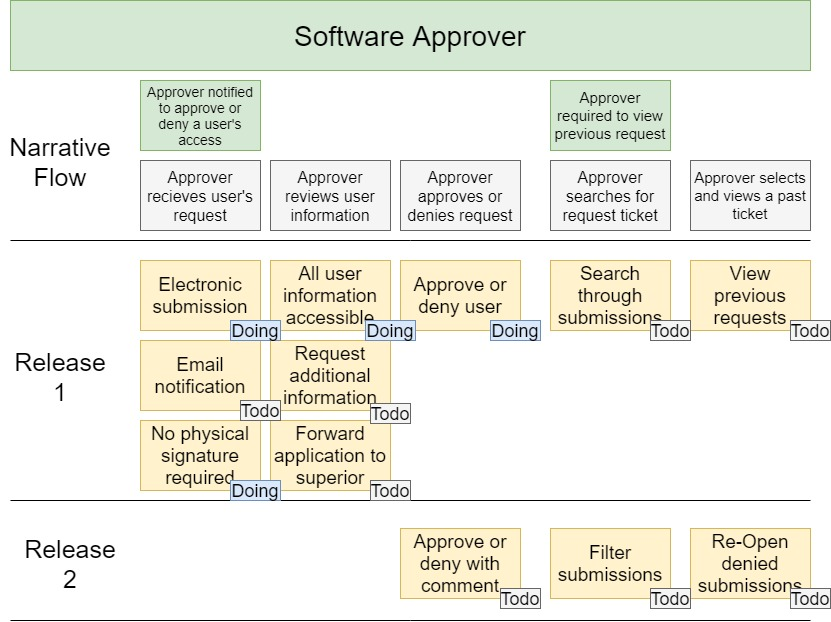 Software Approver
Approver notified
to approve or
deny a user's
access
Approver
required to view
previous request
Narrative
Flow
Approver
recieves user's
request
Approver
reviews user
information
Approver
approves or
denies request
Approver
searches for
request ticket
Approver selects
and views a past
ticket
Release
1
Electronic
submission
Doing
All user
information
accessible
Doing
Approve or
deny user
Doing
Search
through
submissions
Todo
View
previous
requests
Todo
Email
notification
Todo
Request
additional
information
Todo
No physical
signature
required
Doing
Forward
application to
superior
Todo
Release
2
Approve or
deny with
comment
Todo
Filter
submissions
Todo
Re-Open
denied
submissions
Todo